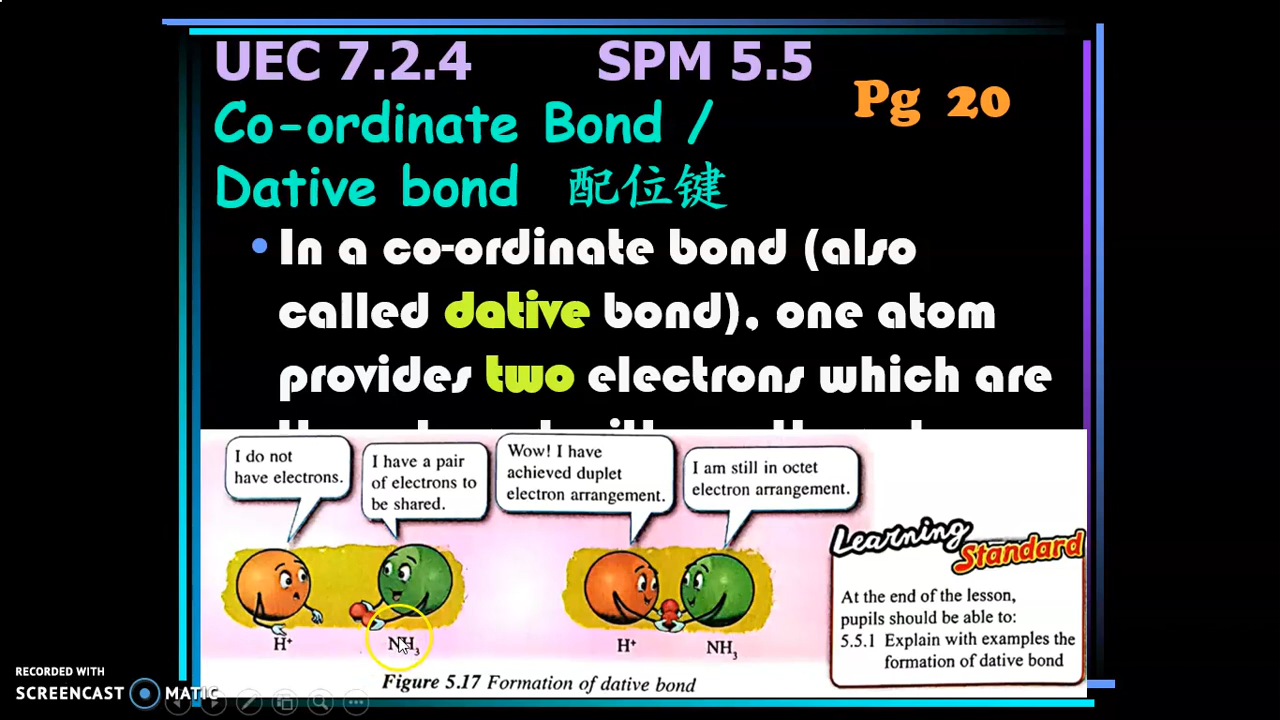 UEC 7.2.4 SPM 5.5
Pg 20
Co-ordinate Bond /
Dative bond 配位键
• In a co-ordinate bond (also
called dative bond), one atom
provides two electrons which are
I do not
have electrons.
I have a pair
of electrons to
be shared.
Wow! I have
achieved duplet
electron arrangement.
I am still in octet
electron arrangement.
H⁺
NH₃
H⁺
NH₃
Figure 5.17 Formation of dative bond
Learning
Standard
At the end of the lesson,
pupils should be able to:
5.5.1 Explain with examples the
formation of dative bond
RECORDED WITH
SCREENCAST MATIC